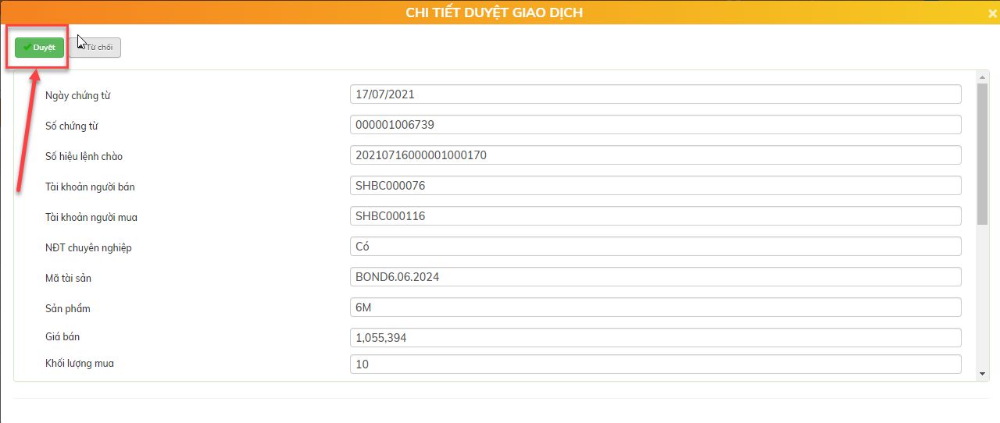 CHI TIẾT DUYỆT GIAO DỊCH
Duyệt Từ chối
Ngày chứng từ 17/07/2021
Số chứng từ 000001006739
Số hiệu lệnh chào 20210716000001000170
Tài khoản người bán SHBC000076
Tài khoản người mua SHBC000116
NĐT chuyên nghiệp Có
Mã tài sản BOND6.06.2024
Sản phẩm 6M
Giá bán 1,055,394
Khối lượng mua 10